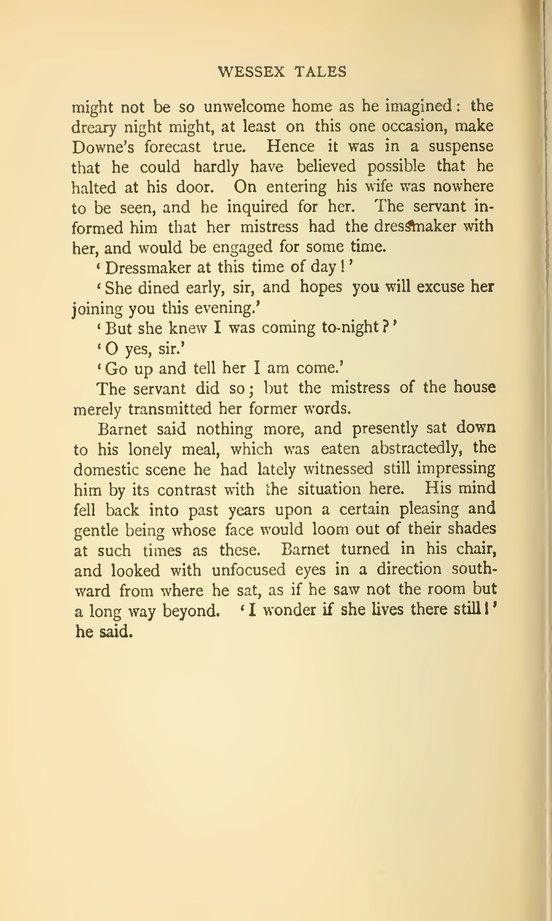 WESSEX TALES
might not be so unwelcome home as he imagined: the
dreary night might, at least on this one occasion, make
Downe's forecast true. Hence it was in a suspense
that he could hardly have believed possible that he
halted at his door. On entering his wife was nowhere
to be seen, and he inquired for her. The servant in-
formed him that her mistress had the dressmaker with
her, and would be engaged for some time.
‘Dressmaker at this time of day!’
‘She dined early, sir, and hopes you will excuse her
joining you this evening.’
‘But she knew I was coming to-night?’
‘O yes, sir.’
‘Go up and tell her I am come.’
The servant did so; but the mistress of the house
merely transmitted her former words.
Barnet said nothing more, and presently sat down
to his lonely meal, which was eaten abstractedly, the
domestic scene he had lately witnessed still impressing
him by its contrast with the situation here. His mind
fell back into past years upon a certain pleasing and
gentle being whose face would loom out of their shades
at such times as these. Barnet turned in his chair,
and looked with unfocused eyes in a direction south-
ward from where he sat, as if he saw not the room but
a long way beyond. ‘I wonder if she lives there still!’
he said.